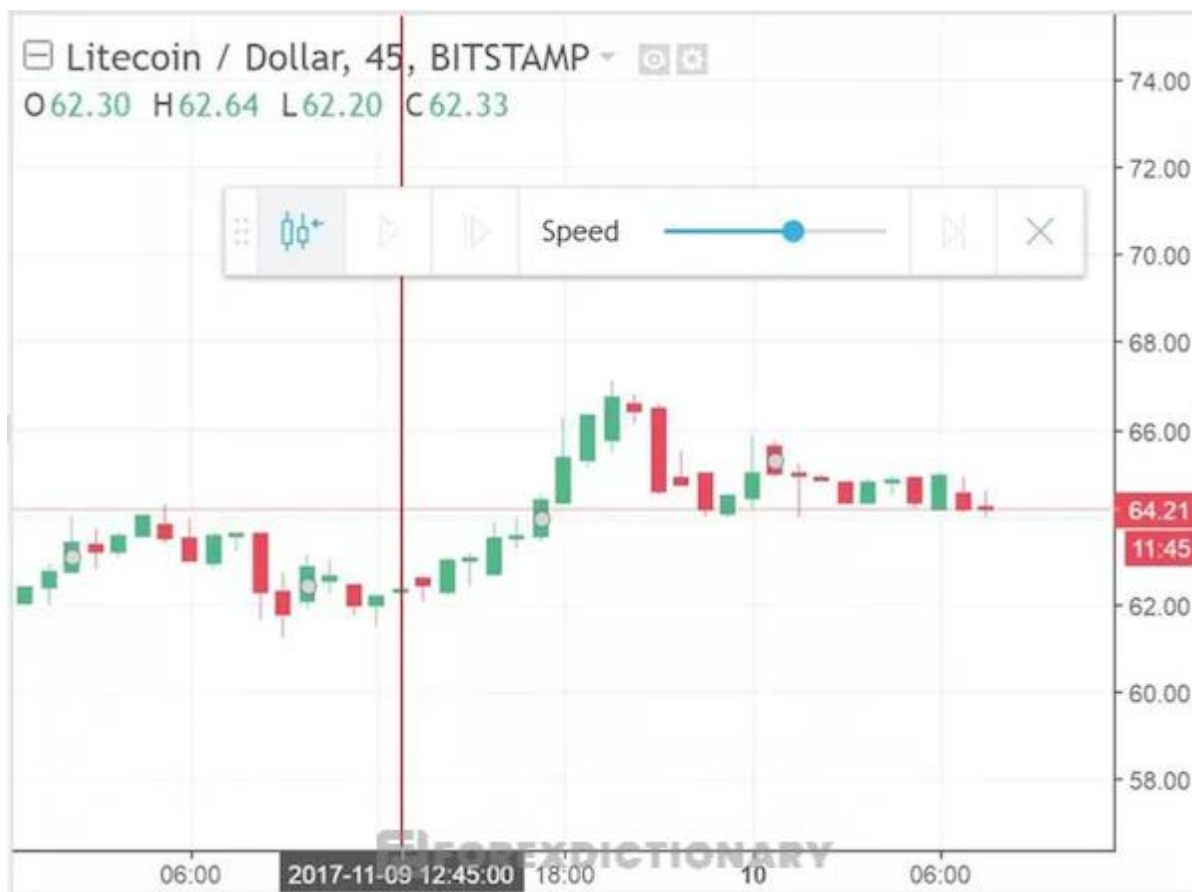 Litecoin / Dollar, 45, BITSTAMP
O62.30 H62.64 L62.20 C62.33
74.00
72.00
Speed
70.00
68.00
66.00
64.21
11:45
62.00
60.00
58.00
FOREXDICTIONARY
06:00 2017-11-09 12:45:00 18:00 10 06:00